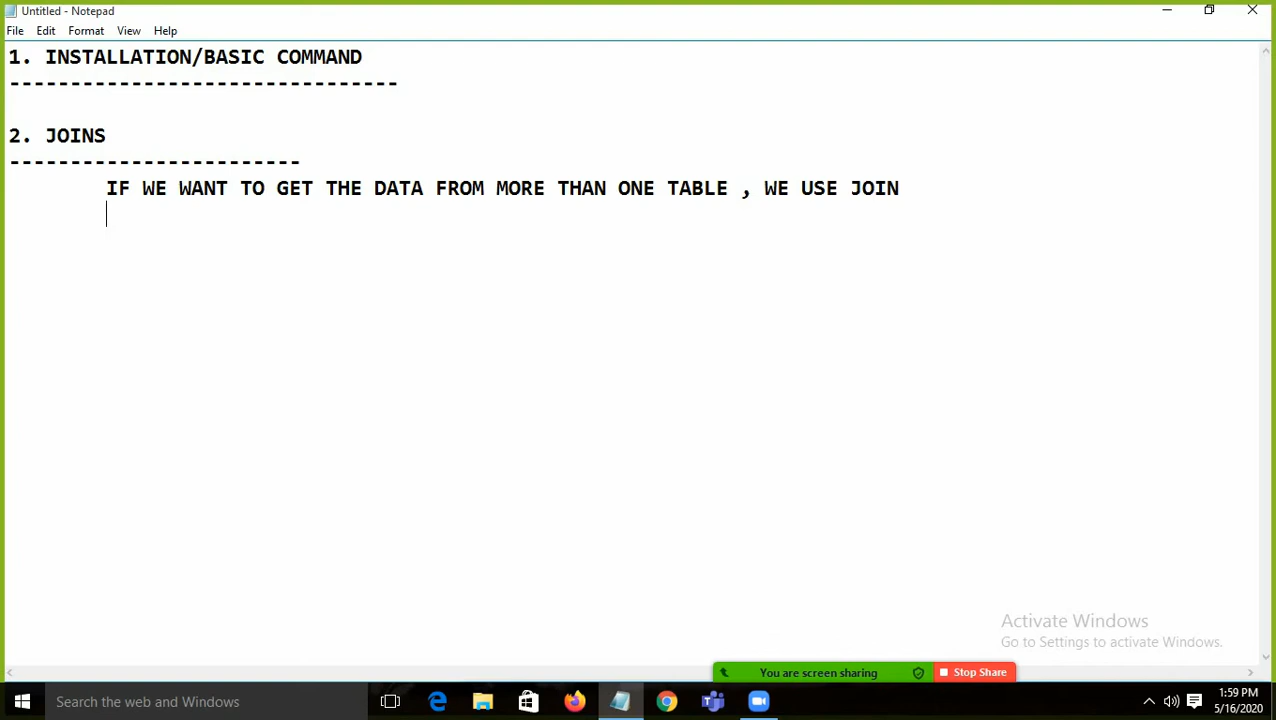 Untitled - Notepad
File Edit Format View Help
1. INSTALLATION/BASIC COMMAND
--------------------------------
2. JOINS
------------------------
IF WE WANT TO GET THE DATA FROM MORE THAN ONE TABLE , WE USE JOIN
Activate Windows
Go to Settings to activate Windows.
You are screen sharing Stop Share
Search the web and Windows
1:59 PM
5/16/2020